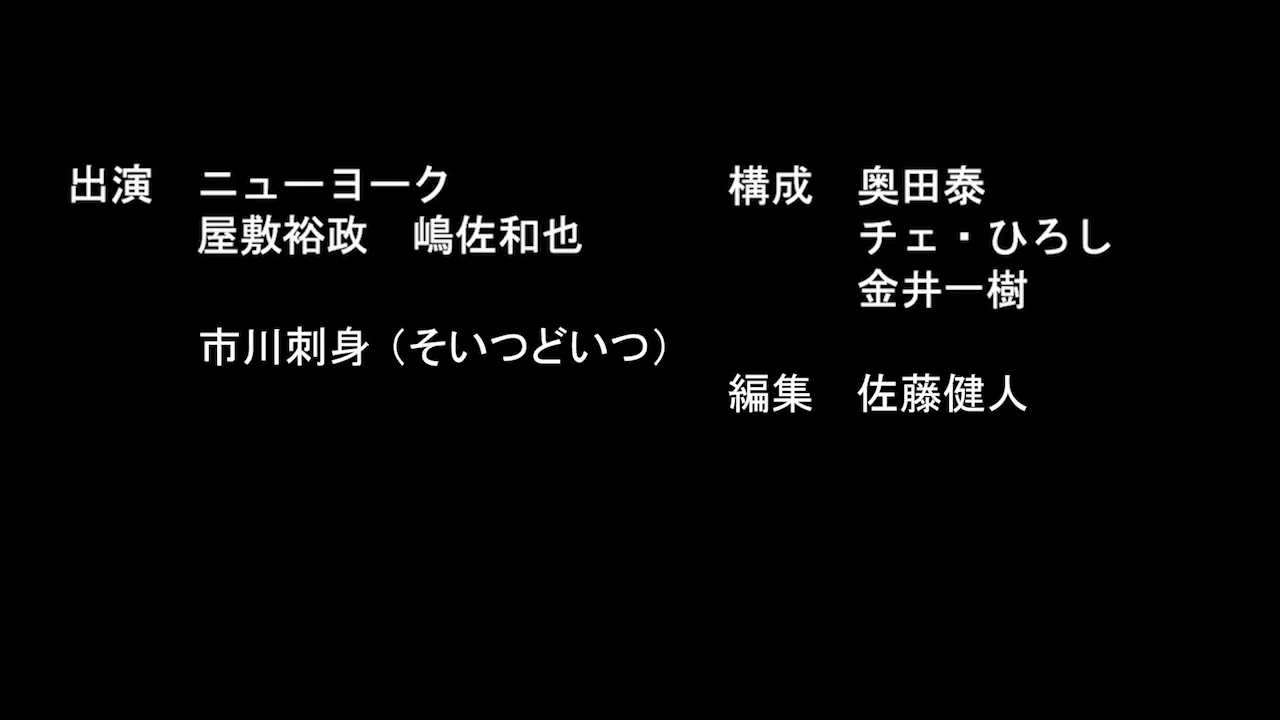 出演　ニューヨーク
屋敷裕政　嶋佐和也
市川刺身（そいつどいつ）
構成　奥田泰
チェ・ひろし
金井一樹
編集　佐藤健人